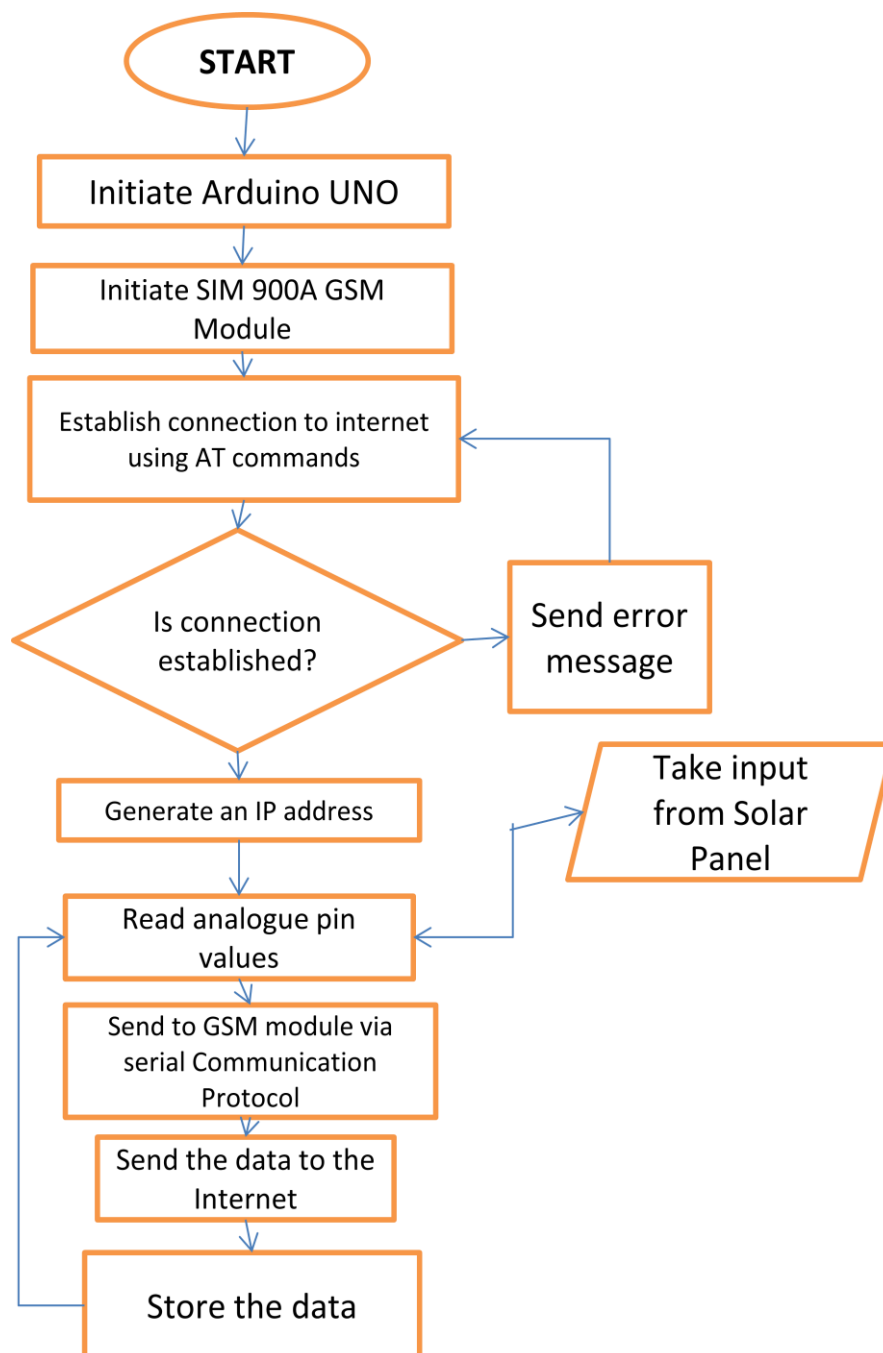 START
Initiate Arduino UNO
Initiate SIM 900A GSM
Module
Establish connection to internet
using AT commands
Is connection
established?
Send error
message
Generate an IP address
Take input
from Solar
Panel
Read analogue pin
values
Send to GSM module via
serial Communication
Protocol
Send the data to the
Internet
Store the data